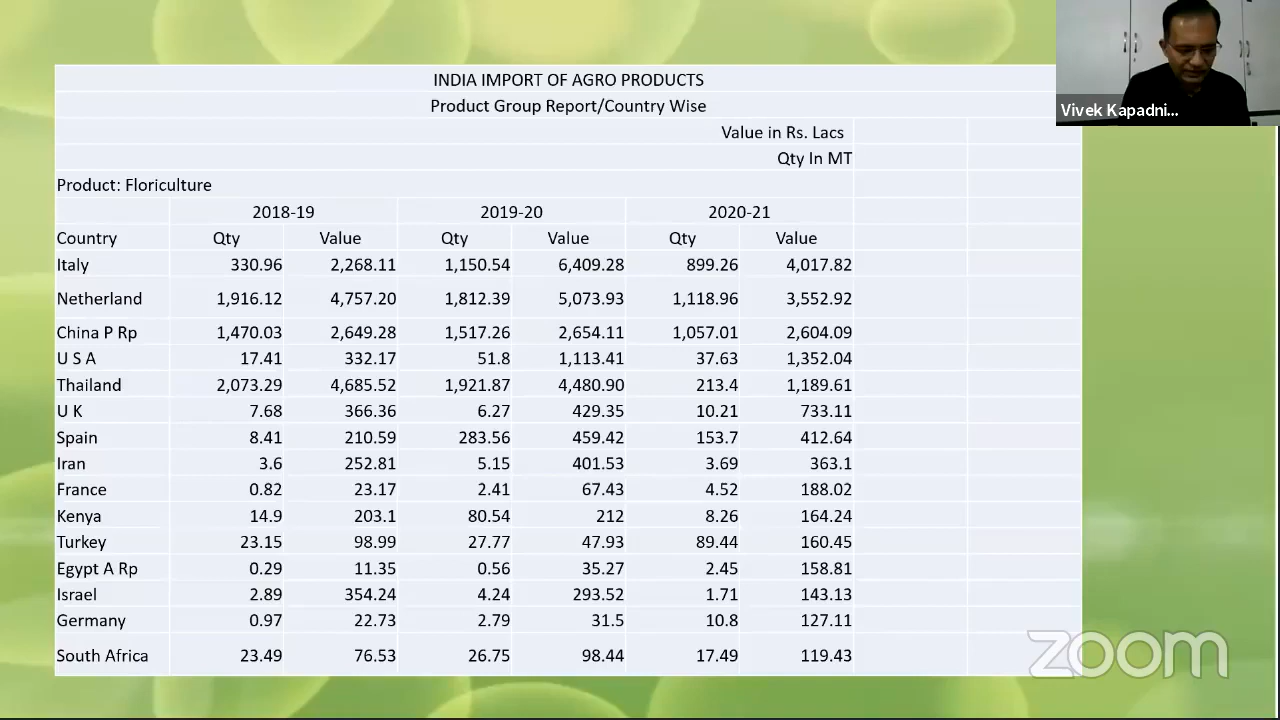 INDIA IMPORT OF AGRO PRODUCTS
Product Group Report/Country Wise
Value in Rs. Lacs
Qty In MT
Product: Floriculture
2018-19 2019-20 2020-21
Country Qty Value Qty Value Qty Value
Italy 330.96 2,268.11 1,150.54 6,409.28 899.26 4,017.82
Netherland 1,916.12 4,757.20 1,812.39 5,073.93 1,118.96 3,552.92
China P Rp 1,470.03 2,649.28 1,517.26 2,654.11 1,057.01 2,604.09
U S A 17.41 332.17 51.8 1,113.41 37.63 1,352.04
Thailand 2,073.29 4,685.52 1,921.87 4,480.90 213.4 1,189.61
U K 7.68 366.36 6.27 429.35 10.21 733.11
Spain 8.41 210.59 283.56 459.42 153.7 412.64
Iran 3.6 252.81 5.15 401.53 3.69 363.1
France 0.82 23.17 2.41 67.43 4.52 188.02
Kenya 14.9 203.1 80.54 212 8.26 164.24
Turkey 23.15 98.99 27.77 47.93 89.44 160.45
Egypt A Rp 0.29 11.35 0.56 35.27 2.45 158.81
Israel 2.89 354.24 4.24 293.52 1.71 143.13
Germany 0.97 22.73 2.79 31.5 10.8 127.11
South Africa 23.49 76.53 26.75 98.44 17.49 119.43
Vivek Kapadni...
zoom